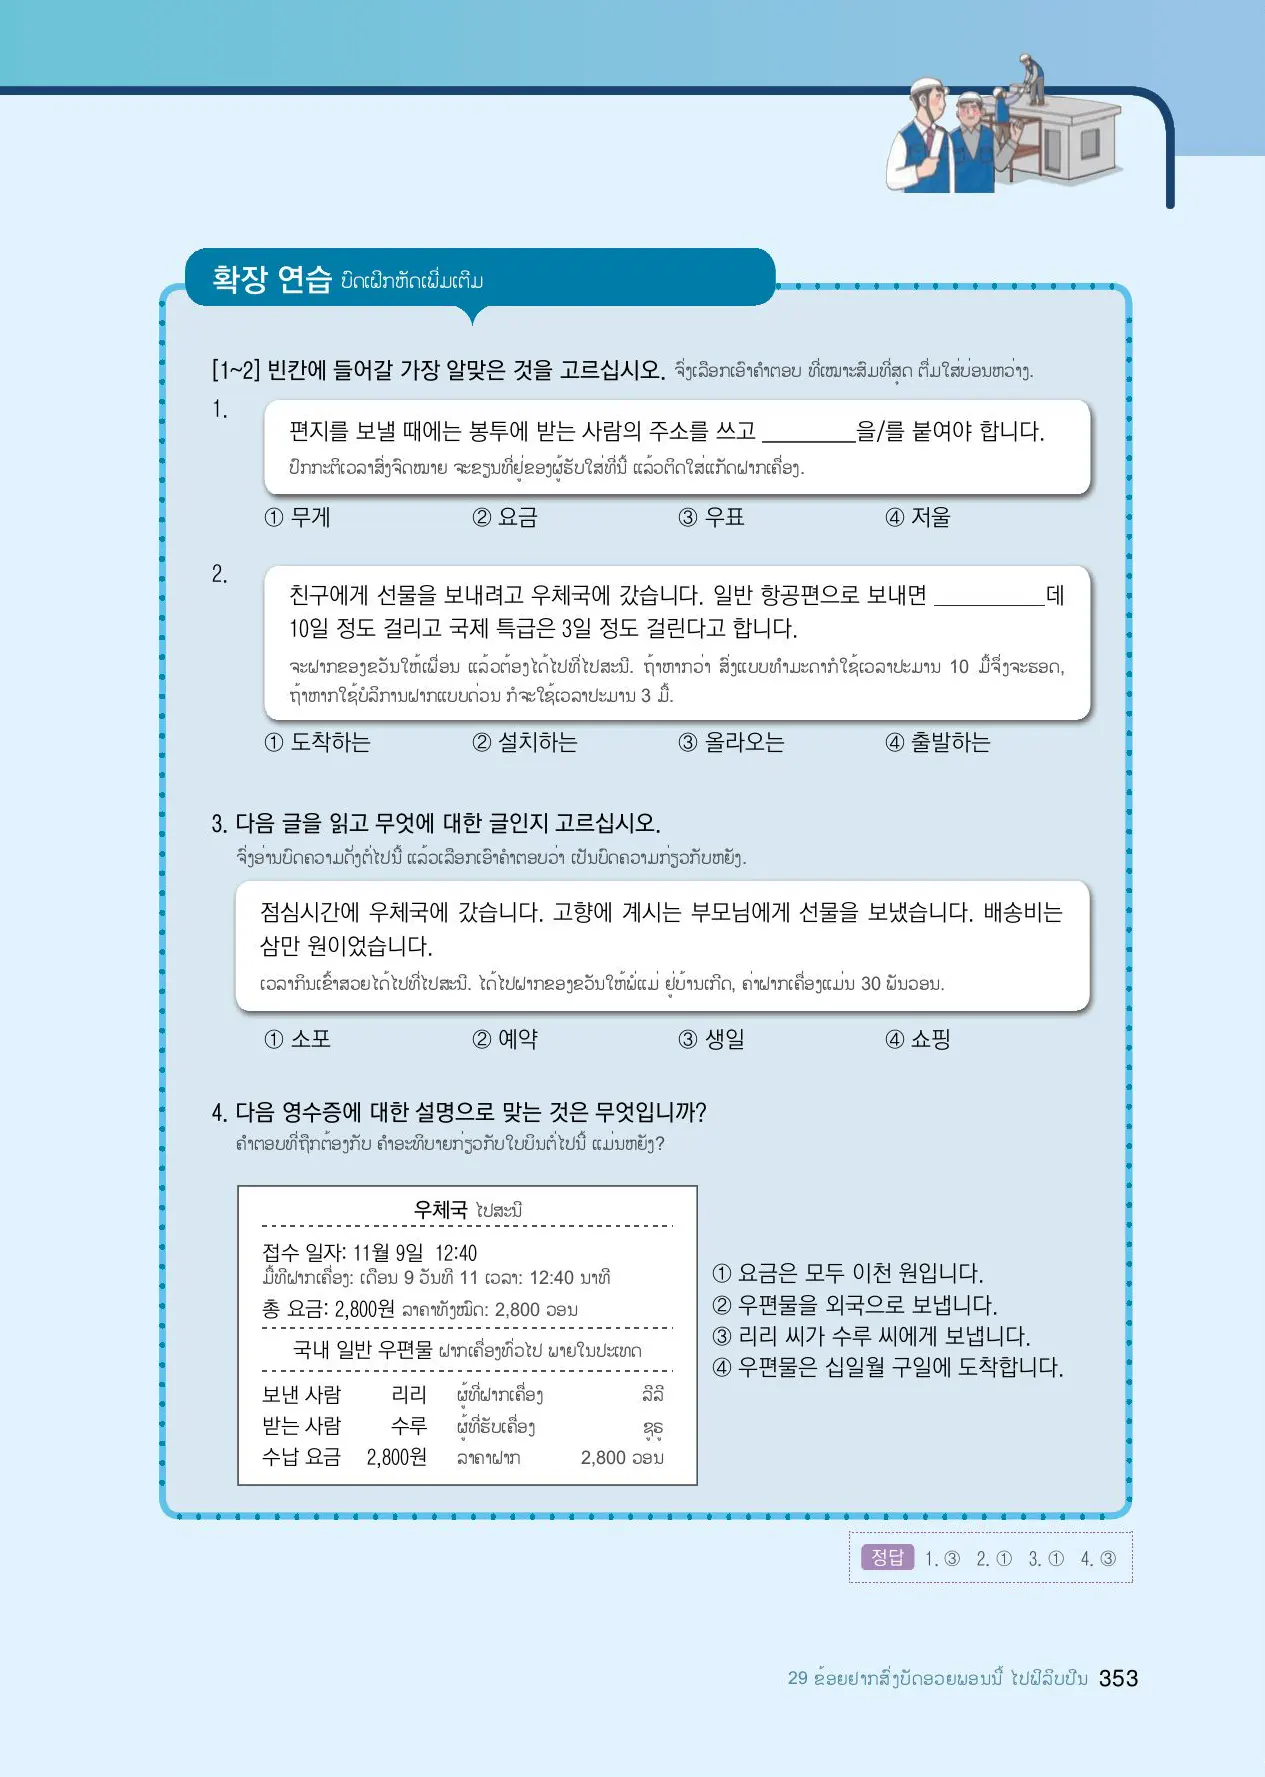 확장 연습 ບົດເຝິກຫັດເພີ່ມເຕີມ
[1~2] 빈칸에 들어갈 가장 알맞은 것을 고르십시오. ຈົ່ງເລືອກເອົາຄຳຕອບ ທີ່ເໝາະສົມທີ່ສຸດ ຕື່ມໃສ່ບ່ອນຫວ່າງ.
1.
편지를 보낼 때에는 봉투에 받는 사람의 주소를 쓰고 ________을/를 붙여야 합니다.
ປົກກະຕິເວລາສົ່ງຈົດໝາຍ ຈະຂຽນທີ່ຢູ່ຂອງຜູ້ຮັບໃສ່ທີ່ນີ້ ແລ້ວຕິດໃສ່ແກັດຝາກເຄື່ອງ.
① 무게 ② 요금 ③ 우표 ④ 저울
2.
친구에게 선물을 보내려고 우체국에 갔습니다. 일반 항공편으로 보내면 __________데
10일 정도 걸리고 국제 특급은 3일 정도 걸린다고 합니다.
ຈະຝາກຂອງຂວັນໃຫ້ເພື່ອນ ແລ້ວຕ້ອງໄດ້ໄປທີ່ໄປສະນີ. ຖ້າຫາກວ່າ ສົ່ງແບບທຳມະດາກໍໃຊ້ເວລາປະມານ 10 ມື້ຈຶ່ງຈະຮອດ,
ຖ້າຫາກໃຊ້ບໍລິການຝາກແບບດ່ວນ ກໍຈະໃຊ້ເວລາປະມານ 3 ມື້.
① 도착하는 ② 설치하는 ③ 올라오는 ④ 출발하는
3. 다음 글을 읽고 무엇에 대한 글인지 고르십시오.
ຈົ່ງອ່ານບົດຄວາມດັ່ງຕໍ່ໄປນີ້ ແລ້ວເລືອກເອົາຄຳຕອບວ່າ ເປັນບົດຄວາມກ່ຽວກັບຫຍັງ.
점심시간에 우체국에 갔습니다. 고향에 계시는 부모님에게 선물을 보냈습니다. 배송비는
삼만 원이었습니다.
ເວລາກິນເຂົ້າສວຍໄດ້ໄປທີ່ໄປສະນີ. ໄດ້ໄປຝາກຂອງຂວັນໃຫ້ພໍ່ແມ່ ຢູ່ບ້ານເກີດ, ຄ່າຝາກເຄື່ອງແມ່ນ 30 ພັນວອນ.
① 소포 ② 예약 ③ 생일 ④ 쇼핑
4. 다음 영수증에 대한 설명으로 맞는 것은 무엇입니까?
ຄຳຕອບທີ່ຖືກຕ້ອງກັບ ຄຳອະທິບາຍກ່ຽວກັບໃບບິນຕໍ່ໄປນີ້ ແມ່ນຫຍັງ?
우체국 ໄປສະນີ
접수 일자: 11월 9일 12:40
ມື້ທີ່ຝາກເຄື່ອງ: ເດືອນ 9 ວັນທີ 11 ເວລາ: 12:40 ນາທີ
총 요금: 2,800원 ລາຄາທັງໝົດ: 2,800 ວອນ
국내 일반 우편물 ຝາກເຄື່ອງທົ່ວໄປ ພາຍໃນປະເທດ
보낸 사람 리리 ຜູ້ທີ່ຝາກເຄື່ອງ ລີລີ
받는 사람 수루 ຜູ້ທີ່ຮັບເຄື່ອງ ຊູຣູ
수납 요금 2,800원 ລາຄາຝາກ 2,800 ວອນ
① 요금은 모두 이천 원입니다.
② 우편물을 외국으로 보냅니다.
③ 리리 씨가 수루 씨에게 보냅니다.
④ 우편물은 십일월 구일에 도착합니다.
정답 1. ③ 2. ① 3. ① 4. ③
29 ຂ້ອຍຢາກສົ່ງບັດອວຍພອນນີ້ ໄປຟິລິບປິນ 353